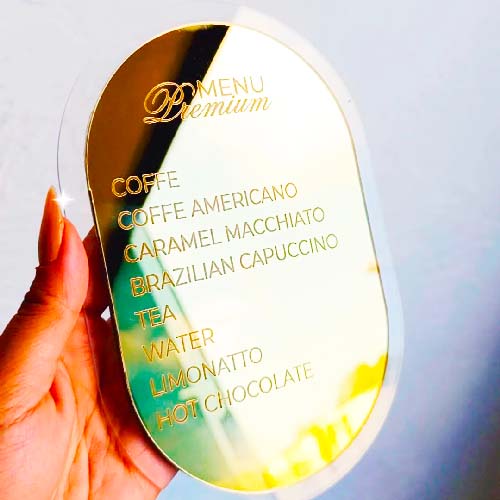 MENU
Premium
COFFE
COFFE AMERICANO
CARAMEL MACCHIATO
BRAZILIAN CAPUCCINO
TEA
WATER
LIMONATTO
HOT CHOCOLATE